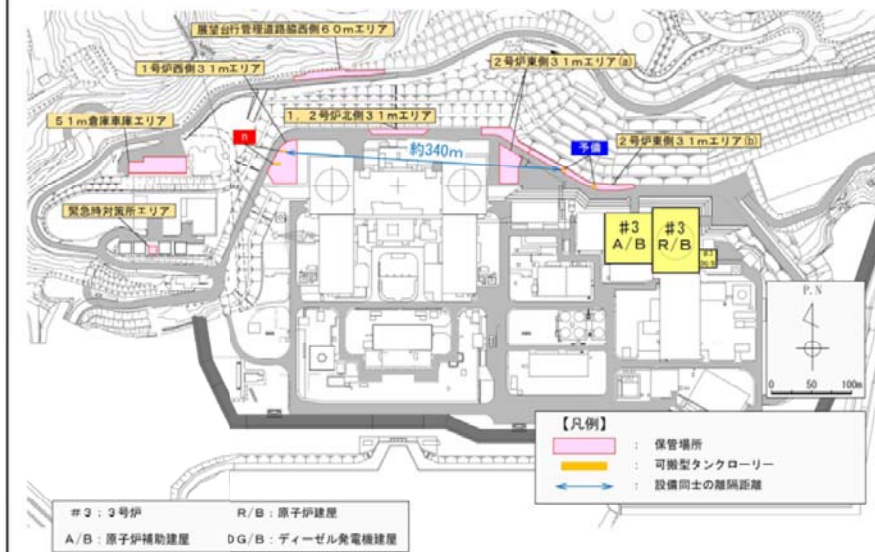 展望台行管理道路脇西側60mエリア
1号炉西側31mエリア
2号炉東側31mエリア(a)
51m倉庫車庫エリア
1,2号炉北側31mエリア
n
予備
2号炉東側31mエリア(b)
約340m
緊急時対策所エリア
#3
A/B
#3
R/B
#3
DG/B
P.N
0 50 100m
【凡例】
: 保管場所
: 可搬型タンクローリー
: 設備同士の離隔距離
#3:3号炉 R/B:原子炉建屋
A/B:原子炉補助建屋 DG/B:ディーゼル発電機建屋